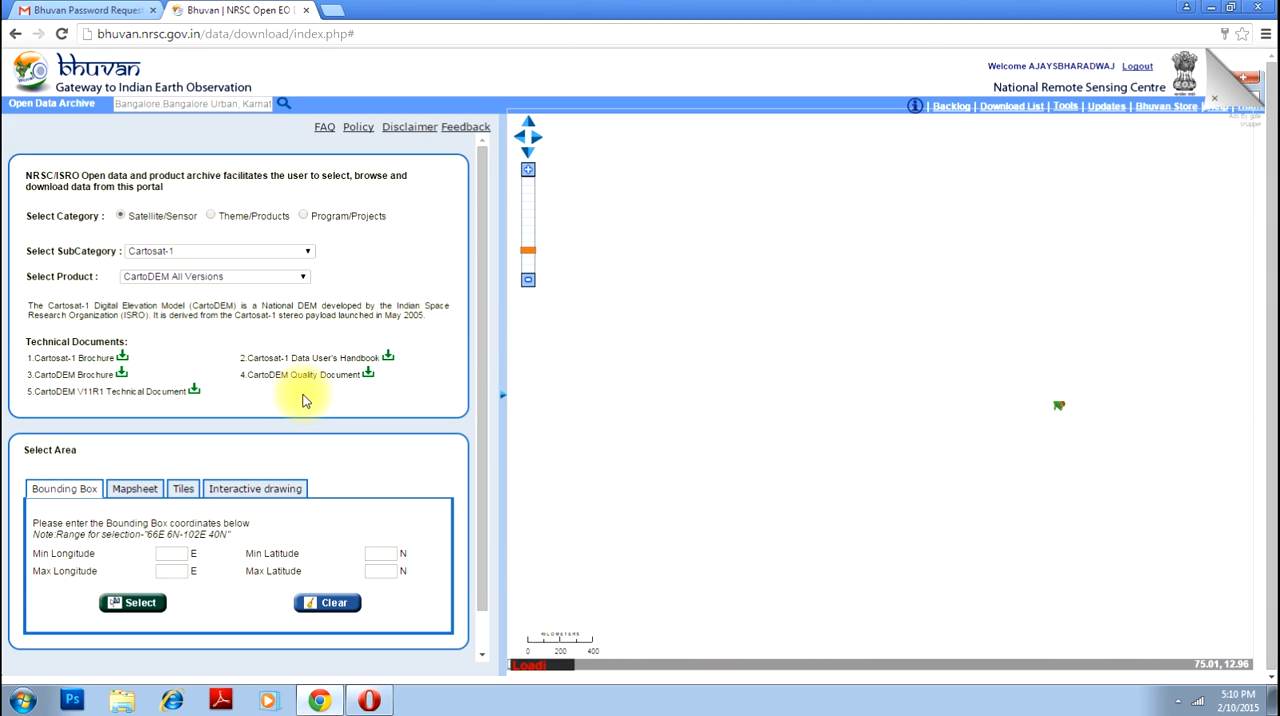 Bhuvan Password Reques
Bhuvan | NRSC Open EO
bhuvan.nrsc.gov.in/data/download/index.php#
bhuvan
Gateway to Indian Earth Observation
Welcome AJAYSBHARADWAJ Logout
National Remote Sensing Centre
Open Data Archive
Bangalore,Bangalore Urban, Karnat
| Backlog | Download List | Tools | Updates | Bhuvan Store |
FAQ Policy Disclaimer Feedback
NRSC/ISRO Open data and product archive facilitates the user to select, browse and
download data from this portal
Select Category : Satellite/Sensor Theme/Products Program/Projects
Select SubCategory : Cartosat-1
Select Product : CartoDEM All Versions
The Cartosat-1 Digital Elevation Model (CartoDEM) is a National DEM developed by the Indian Space
Research Organization (ISRO). It is derived from the Cartosat-1 stereo payload launched in May 2005.
Technical Documents:
1.Cartosat-1 Brochure 2.Cartosat-1 Data User's Handbook
3.CartoDEM Brochure 4.CartoDEM Quality Document
5.CartoDEM V11R1 Technical Document
Select Area
Bounding Box Mapsheet Tiles Interactive drawing
Please enter the Bounding Box coordinates below
Note:Range for selection-"66E 6N-102E 40N"
Min Longitude E Min Latitude N
Max Longitude E Max Latitude N
Select Clear
KILOMETERS
0 200 400
Loadi
75.01, 12.96
Ps
5:10 PM
2/10/2015